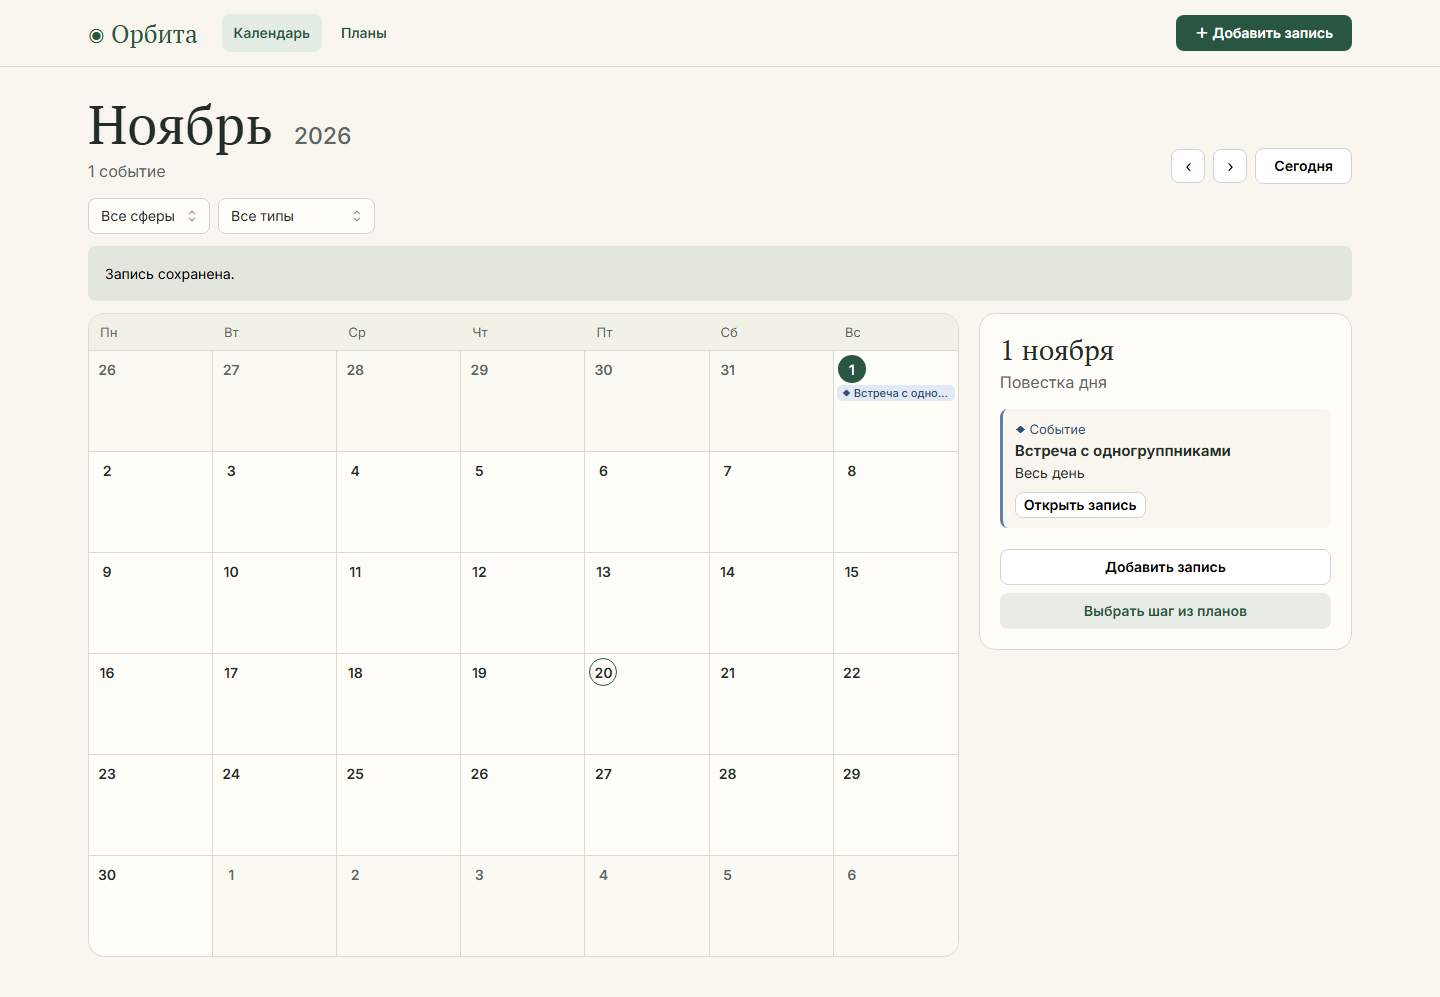 ◉ Орбита Календарь Планы + Добавить запись
Ноябрь 2026
1 событие
‹ › Сегодня
Все сферы Все типы
Запись сохранена.
Пн Вт Ср Чт Пт Сб Вс
26 27 28 29 30 31 1
◆ Встреча с одно...
2 3 4 5 6 7 8
9 10 11 12 13 14 15
16 17 18 19 20 21 22
23 24 25 26 27 28 29
30 1 2 3 4 5 6
1 ноября
Повестка дня
◆ Событие
Встреча с одногруппниками
Весь день
Открыть запись
Добавить запись
Выбрать шаг из планов